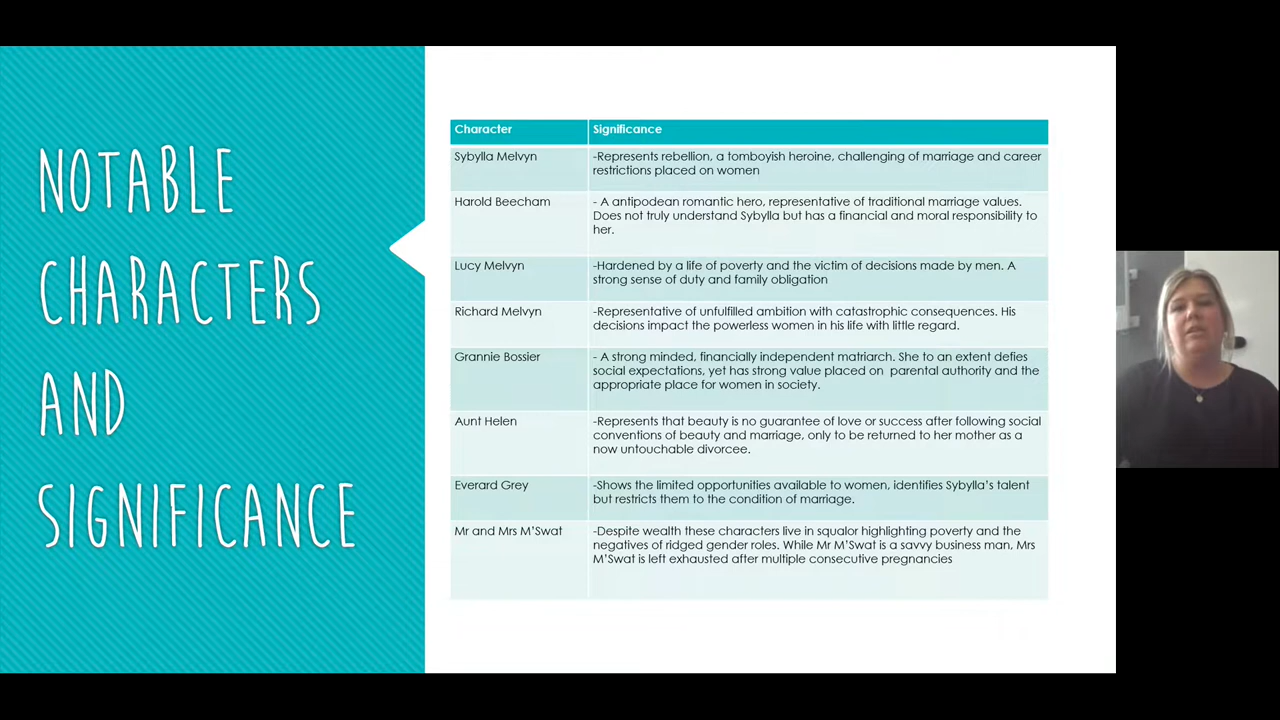 NOTABLE
CHARACTERS
AND
SIGNIFICANCE
Character
Significance
Sybylla Melvyn
-Represents rebellion, a tomboyish heroine, challenging of marriage and career
restrictions placed on women
Harold Beecham
- A antipodean romantic hero, representative of traditional marriage values.
Does not truly understand Sybylla but has a financial and moral responsibility to
her.
Lucy Melvyn
-Hardened by a life of poverty and the victim of decisions made by men. A
strong sense of duty and family obligation
Richard Melvyn
-Representative of unfulfilled ambition with catastrophic consequences. His
decisions impact the powerless women in his life with little regard.
Grannie Bossier
- A strong minded, financially independent matriarch. She to an extent defies
social expectations, yet has strong value placed on parental authority and the
appropriate place for women in society.
Aunt Helen
-Represents that beauty is no guarantee of love or success after following social
conventions of beauty and marriage, only to be returned to her mother as a
now untouchable divorcee.
Everard Grey
-Shows the limited opportunities available to women, identifies Sybylla's talent
but restricts them to the condition of marriage.
Mr and Mrs M'Swat
-Despite wealth these characters live in squalor highlighting poverty and the
negatives of ridged gender roles. While Mr M'Swat is a savvy business man, Mrs
M'Swat is left exhausted after multiple consecutive pregnancies